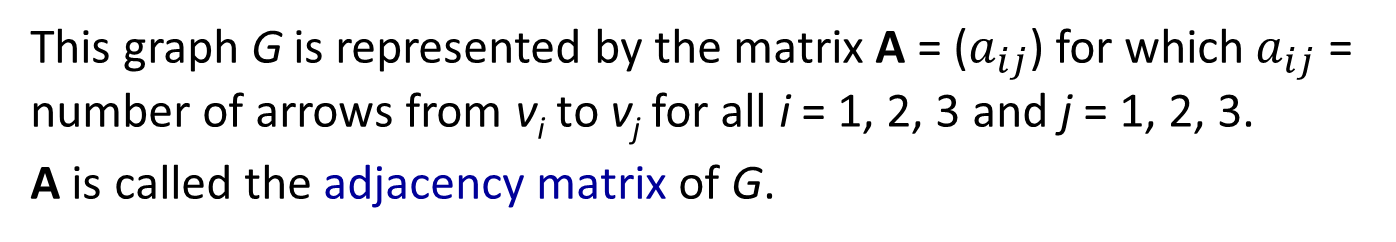 This graph G is represented by the matrix A = (aᵢⱼ) for which aᵢⱼ =
number of arrows from vᵢ to vⱼ for all i = 1, 2, 3 and j = 1, 2, 3.
A is called the adjacency matrix of G.